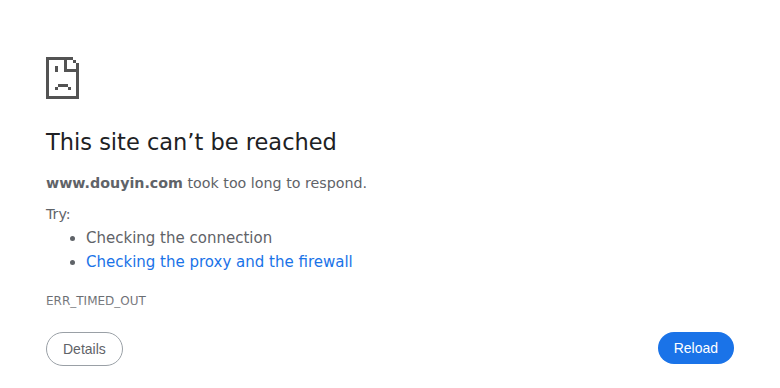 This site can’t be reached
www.douyin.com took too long to respond.
Try:
Checking the connection
Checking the proxy and the firewall
ERR_TIMED_OUT
Details
Reload